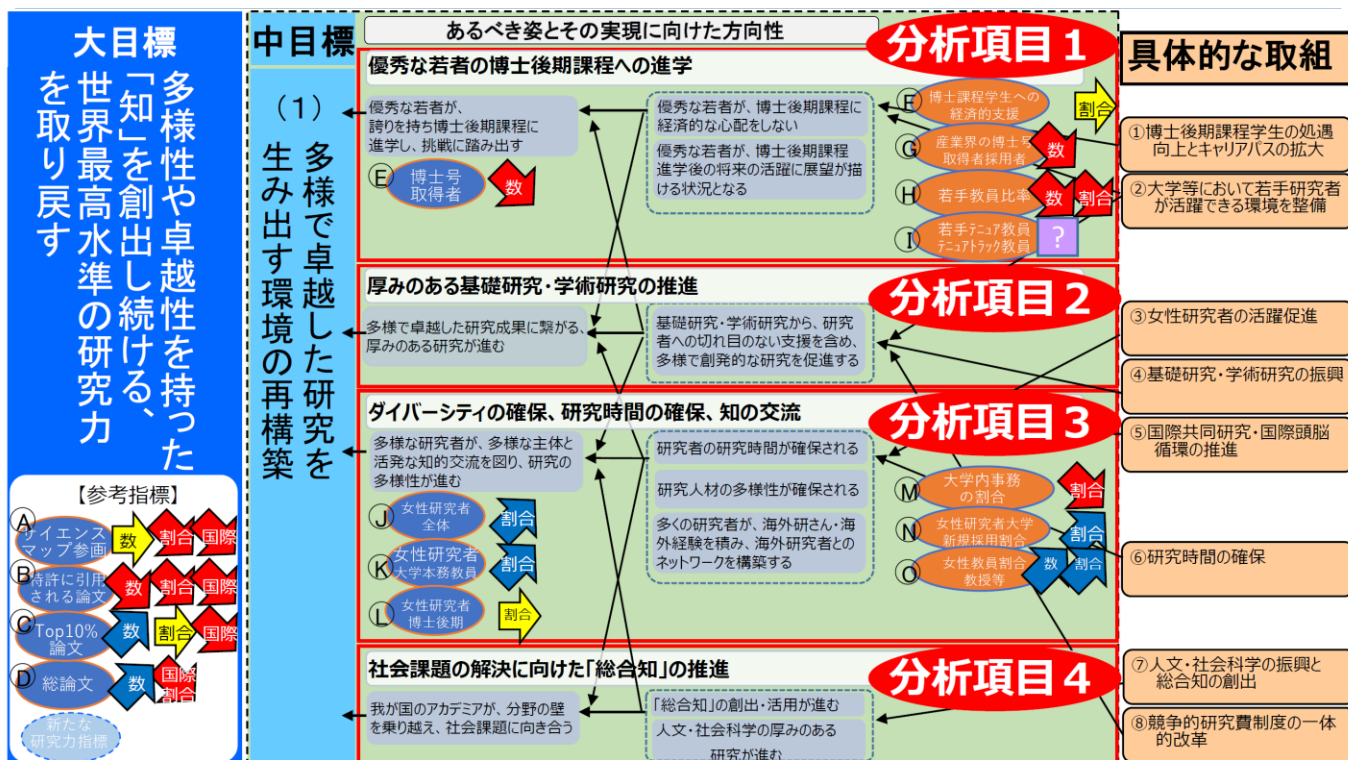 大目標
多様性や卓越性を持った
「知」を創出し続ける、
世界最高水準の研究力
を取り戻す
【参考指標】
A
サイエンス
マップ参画
数
割合
国際
B
特許に引用
される論文
数
割合
国際
C
Top10%
論文
数
割合
国際
D
総論文
数
国際
割合
新たな
研究力指標
中目標
(1)
多様で卓越した研究を
生み出す環境の再構築
あるべき姿とその実現に向けた方向性
分析項目1
優秀な若者の博士後期課程への進学
優秀な若者が、
誇りを持ち博士後期課程に
進学し、挑戦に踏み出す
E
博士号
取得者
数
優秀な若者が、博士後期課程に
経済的な心配をしない
優秀な若者が、博士後期課程
進学後の将来の活躍に展望が描
ける状況となる
F
博士課程学生への
経済的支援
割合
G
産業界の博士号
取得者採用者
数
H
若手教員比率
数
割合
I
若手テニュア教員
テニュアトラック教員
?
分析項目2
厚みのある基礎研究・学術研究の推進
多様で卓越した研究成果に繋がる、
厚みのある研究が進む
基礎研究・学術研究から、研究
者への切れ目のない支援を含め、
多様で創発的な研究を促進する
分析項目3
ダイバーシティの確保、研究時間の確保、知の交流
多様な研究者が、多様な主体と
活発な知的交流を図り、研究の
多様性が進む
J
女性研究者
全体
割合
K
女性研究者
大学本務教員
割合
L
女性研究者
博士後期
割合
研究者の研究時間が確保される
研究人材の多様性が確保される
多くの研究者が、海外研さん・海
外経験を積み、海外研究者との
ネットワークを構築する
M
大学内事務
の割合
割合
N
女性研究者大学
新規採用割合
割合
O
女性教員割合
教授等
数
割合
分析項目4
社会課題の解決に向けた「総合知」の推進
我が国のアカデミアが、分野の壁
を乗り越え、社会課題に向き合う
「総合知」の創出・活用が進む
人文・社会科学の厚みのある
研究が進む
具体的な取組
①博士後期課程学生の処遇
向上とキャリアパスの拡大
②大学等において若手研究者
が活躍できる環境を整備
③女性研究者の活躍促進
④基礎研究・学術研究の振興
⑤国際共同研究・国際頭脳
循環の推進
⑥研究時間の確保
⑦人文・社会科学の振興と
総合知の創出
⑧競争的研究費制度の一体
的改革